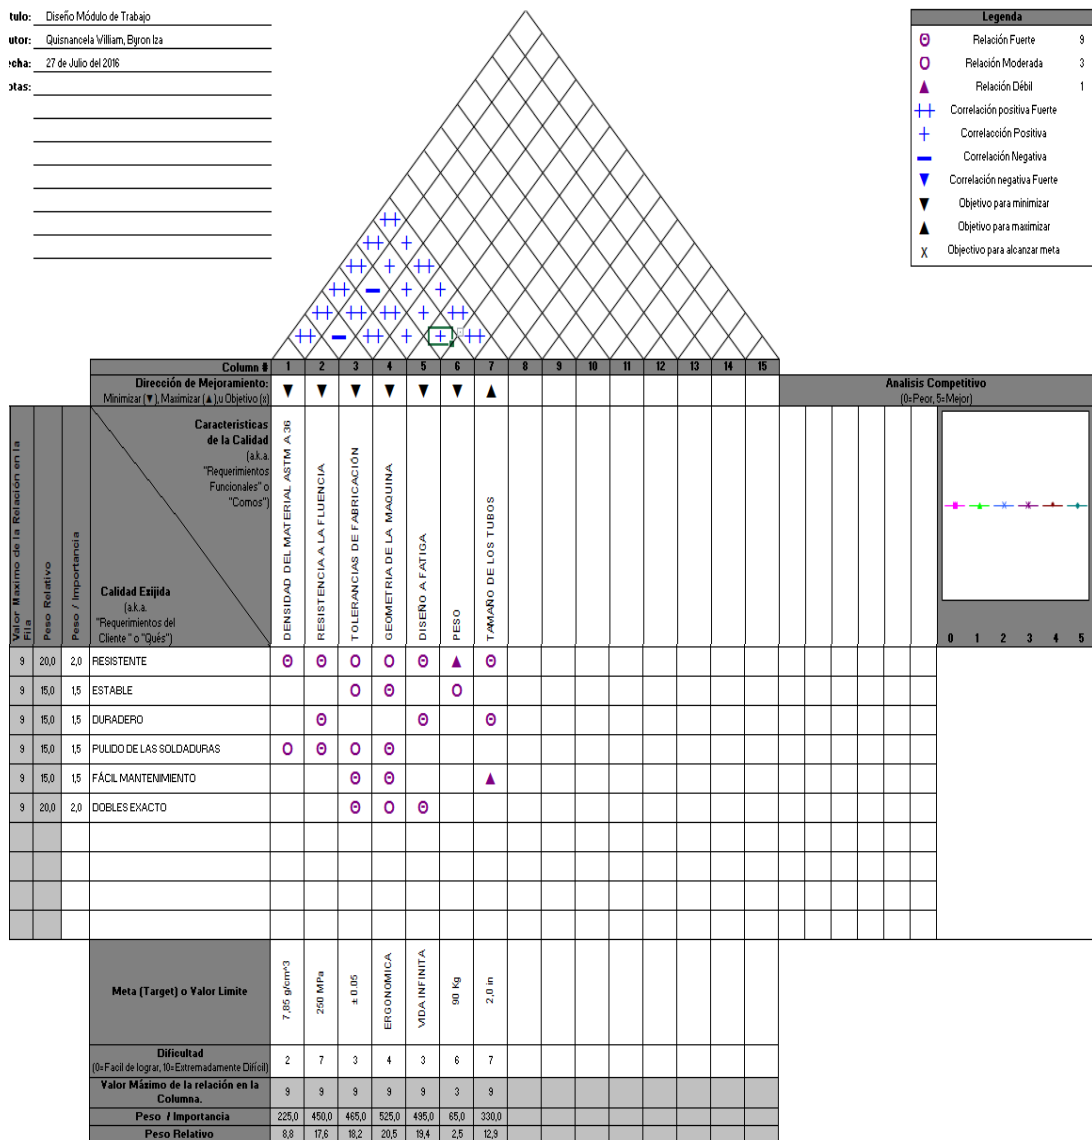 tulo: Diseño Módulo de Trabajo
utor: Quisnancela William, Byron Iza
cha: 27 de Julio del 2016
otas:
Legenda
Relación Fuerte 9
Relación Moderada 3
Relación Débil 1
Correlación positiva Fuerte
Correlacción Positiva
Correlación Negativa
Correlación negativa Fuerte
Objetivo para minimizar
Objetivo para maximizar
Objectivo para alcanzar meta
Column # 1 2 3 4 5 6 7 8 9 10 11 12 13 14 15
Dirección de Mejoramiento:
Minimizar (▼), Maximizar (▲),u Objetivo (x) ▼ ▼ ▼ ▼ ▼ ▼ ▲
Analisis Competitivo
(0=Peor, 5=Mejor)
Valor Maximo de la Relación en la
Fila
Peso Relativo
Peso / Importancia
Caracteristicas
de la Calidad
(a.k.a.
"Requerimientos
Funcionales" o
"Comos")
Calidad Exijida
(a.k.a.
"Requerimientos del
Cliente " o "Qués")
DENSIDAD DEL MATERIAL ASTM A 36
RESISTENCIA A LA FLUENCIA
TOLERANCIAS DE FABRICACIÓN
GEOMETRIA DE LA MAQUINA
DISEÑO A FATIGA
PESO
TAMAÑO DE LOS TUBOS
0 1 2 3 4 5
9 20,0 2,0 RESISTENTE
9 15,0 1,5 ESTABLE
9 15,0 1,5 DURADERO
9 15,0 1,5 PULIDO DE LAS SOLDADURAS
9 15,0 1,5 FÁCIL MANTENIMIENTO
9 20,0 2,0 DOBLES EXACTO
Meta (Target) o Valor Limite
7,85 g/cm^3
250 MPa
± 0.05
ERGONOMICA
VIDA INFINITA
90 Kg
2,0 in
Dificultad
(0=Facil de lograr, 10=Extremadamente Difícil) 2 7 3 4 3 6 7
Valor Máximo de la relación en la
Columna. 9 9 9 9 9 3 9
Peso / Importancia 225,0 450,0 465,0 525,0 495,0 65,0 330,0
Peso Relativo 8,8 17,6 18,2 20,5 19,4 2,5 12,9